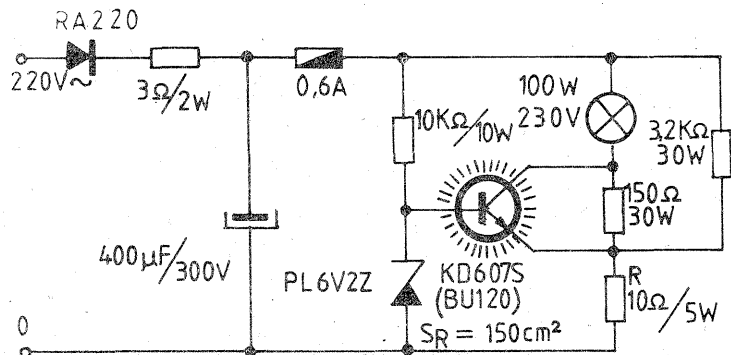 RA220
220V~
3Ω/2W
0,6A
10KΩ/10W
100W
230V
3,2KΩ
30W
150Ω
30W
400µF/300V
PL6V2Z
KD607S
(BU120)
R
10Ω/5W
0
SR = 150cm²